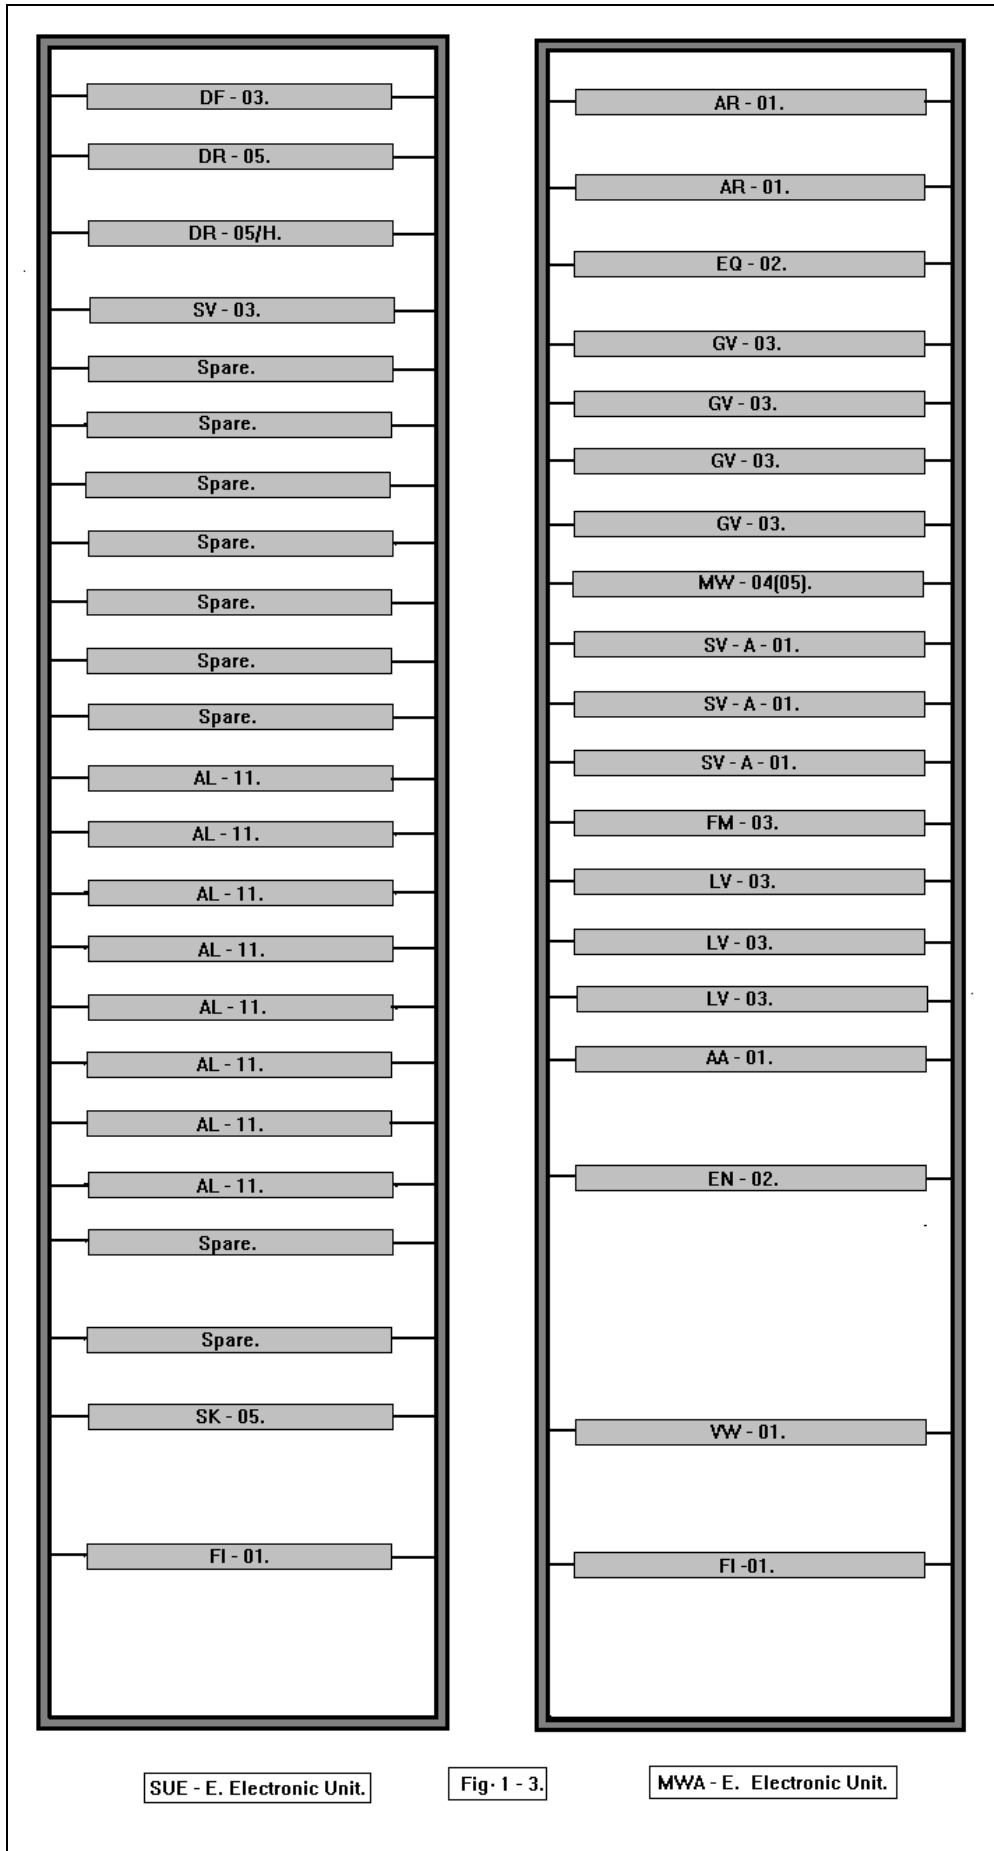 DF - 03.
DR - 05.
DR - 05/H.
SV - 03.
Spare.
Spare.
Spare.
Spare.
Spare.
Spare.
Spare.
AL - 11.
AL - 11.
AL - 11.
AL - 11.
AL - 11.
AL - 11.
AL - 11.
AL - 11.
Spare.
Spare.
SK - 05.
FI - 01.
SUE - E. Electronic Unit.
AR - 01.
AR - 01.
EQ - 02.
GV - 03.
GV - 03.
GV - 03.
GV - 03.
MW - 04(05).
SV - A - 01.
SV - A - 01.
SV - A - 01.
FM - 03.
LV - 03.
LV - 03.
LV - 03.
AA - 01.
EN - 02.
VW - 01.
FI -01.
MWA - E. Electronic Unit.
Fig. 1 - 3.